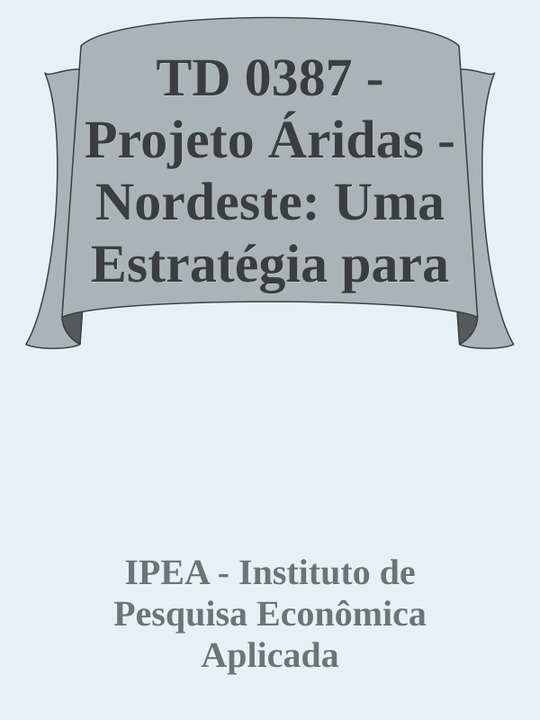 TD 0387 -
Projeto Áridas -
Nordeste: Uma
Estratégia para
IPEA - Instituto de
Pesquisa Econômica
Aplicada